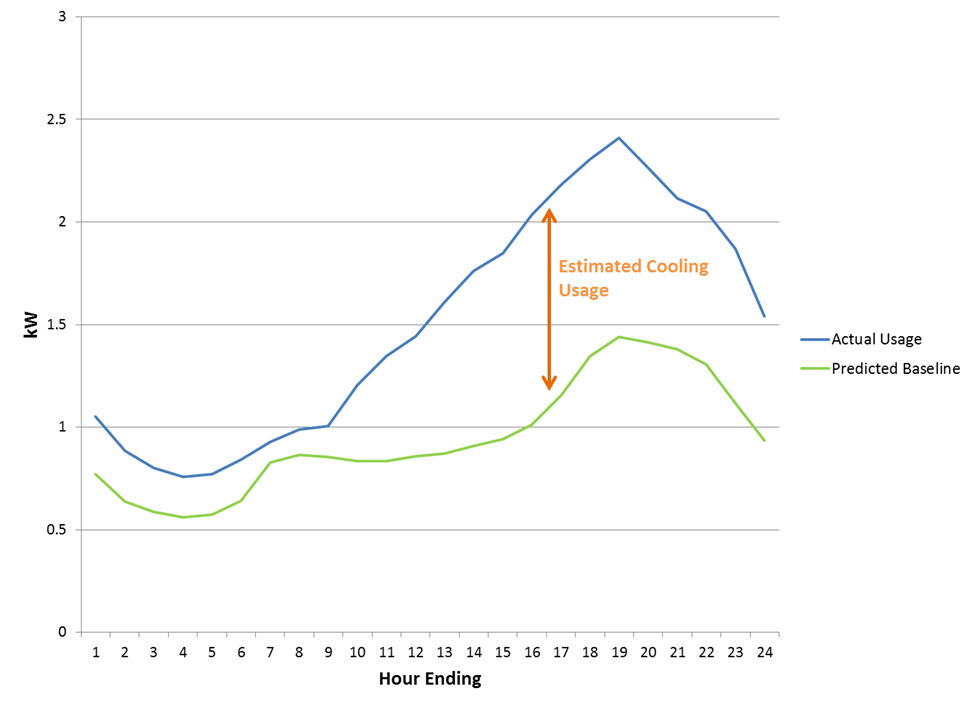 3
2.5
2
1.5
1
0.5
0
kW
Estimated Cooling
Usage
Actual Usage
Predicted Baseline
1 2 3 4 5 6 7 8 9 10 11 12 13 14 15 16 17 18 19 20 21 22 23 24
Hour Ending